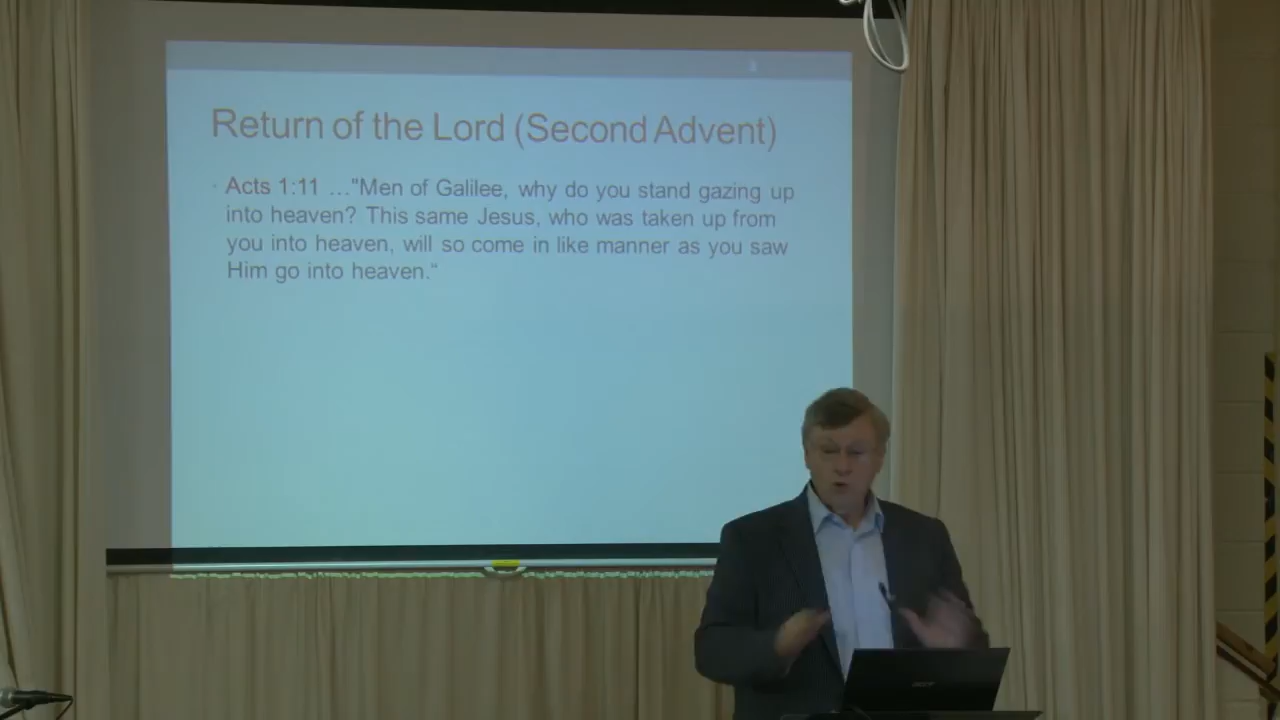 Return of the Lord (Second Advent)
Acts 1:11 ..."Men of Galilee, why do you stand gazing up
into heaven? This same Jesus, who was taken up from
you into heaven, will so come in like manner as you saw
Him go into heaven."
acer